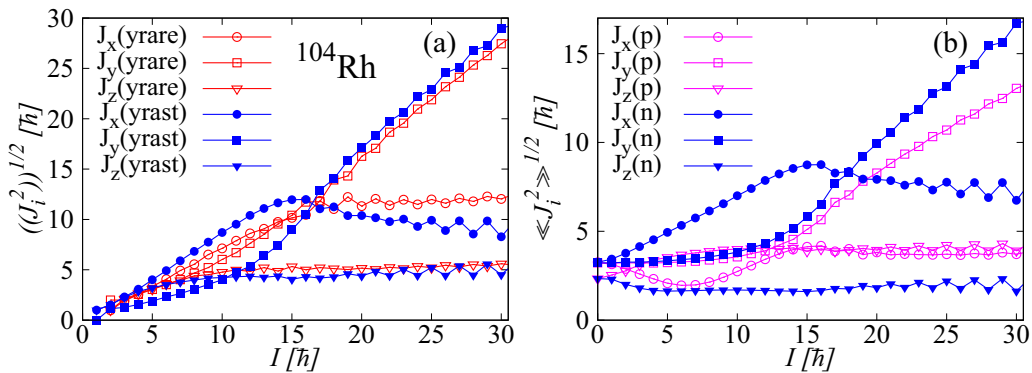 30
25
20
15
10
5
0
((J_i^2))^{1/2} [ħ]
J_x(yrare)
J_y(yrare)
J_z(yrare)
J_x(yrast)
J_y(yrast)
J_z(yrast)
^{104}Rh
(a)
0 5 10 15 20 25 30
I [ħ]
15
10
5
0
≪J_i^2≫^{1/2} [ħ]
J_x(p)
J_y(p)
J_z(p)
J_x(n)
J_y(n)
J_z(n)
(b)
0 5 10 15 20 25 30
I [ħ]